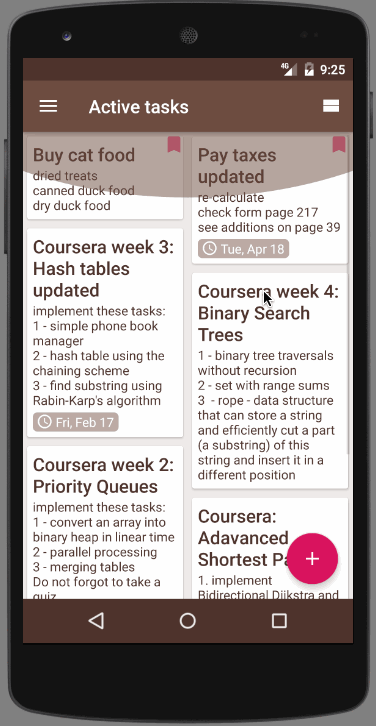 4G
9:25
Active tasks
Buy cat food
dried treats
canned duck food
dry duck food
Coursera week 3:
Hash tables
updated
implement these tasks:
1 - simple phone book
manager
2 - hash table using the
chaining scheme
3 - find substring using
Rabin-Karp's algorithm
Fri, Feb 17
Coursera week 2:
Priority Queues
implement these tasks:
1 - convert an array into
binary heap in linear time
2 - parallel processing
3 - merging tables
Do not forgot to take a
quiz
Pay taxes
updated
re-calculate
check form page 217
see additions on page 39
Tue, Apr 18
Coursera week 4:
Binary Search
Trees
1 - binary tree traversals
without recursion
2 - set with range sums
3 - rope - data structure
that can store a string
and efficiently cut a part
(a substring) of this
string and insert it in a
different position
Coursera:
Adavanced
Shortest
1. implement
Bidirectional Dijkstra and